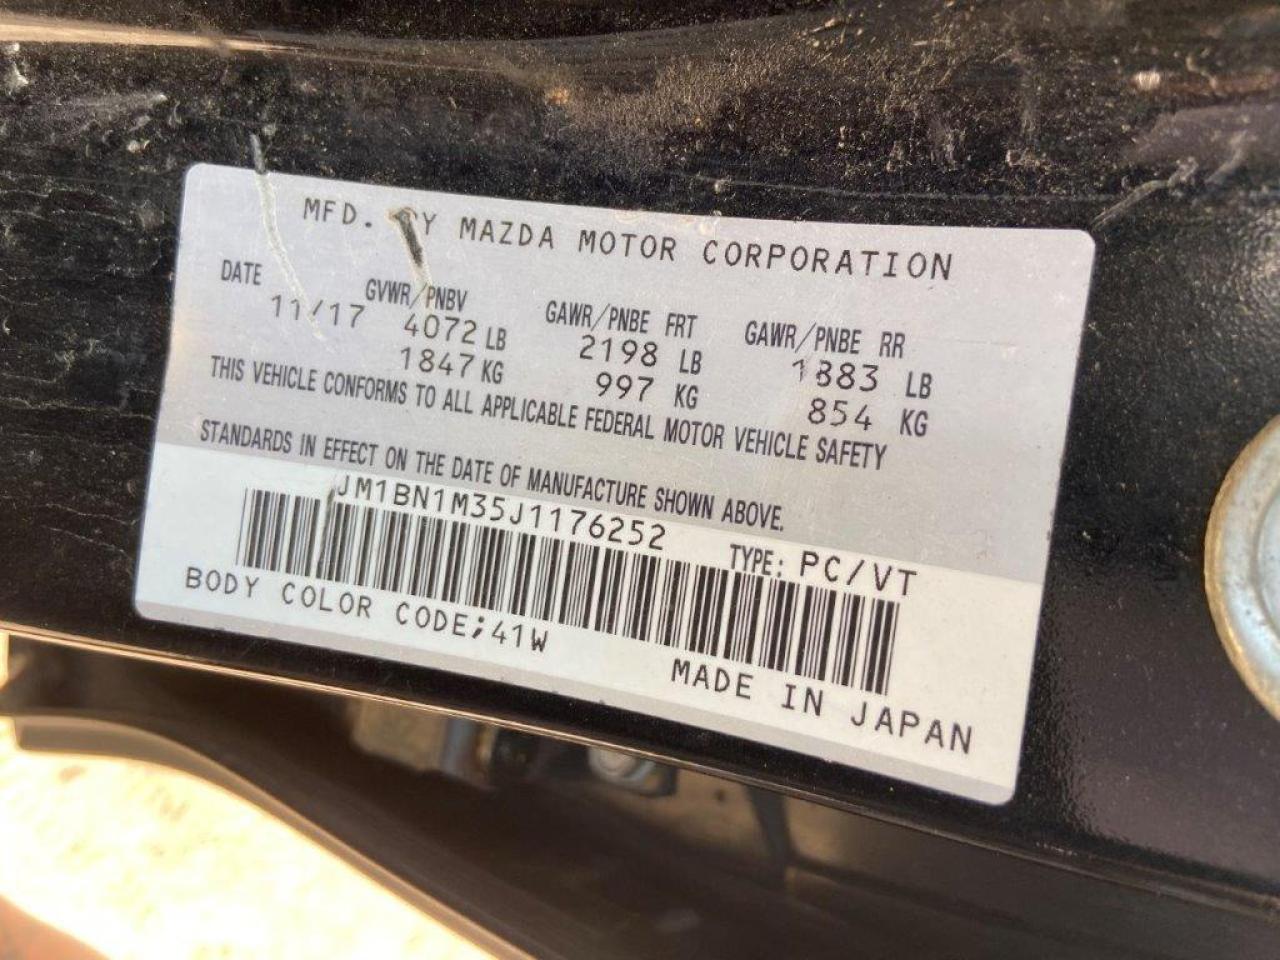 MFD. BY MAZDA MOTOR CORPORATION
DATE GVWR/PNBV GAWR/PNBE FRT GAWR/PNBE RR
11/17 4072 LB 2198 LB 1883 LB
1847 KG 997 KG 854 KG
THIS VEHICLE CONFORMS TO ALL APPLICABLE FEDERAL MOTOR VEHICLE SAFETY
STANDARDS IN EFFECT ON THE DATE OF MANUFACTURE SHOWN ABOVE.
JM1BN1M35J1176252 TYPE: PC/VT
BODY COLOR CODE;41W
MADE IN JAPAN